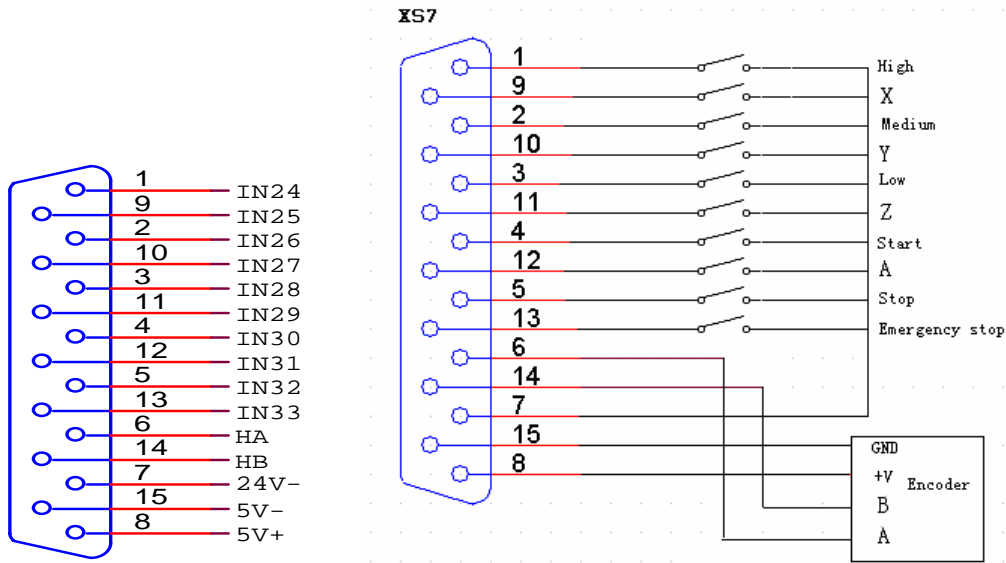 1 IN24
9 IN25
2 IN26
10 IN27
3 IN28
11 IN29
4 IN30
12 IN31
5 IN32
13 IN33
6 HA
14 HB
7 24V-
15 5V-
8 5V+
XS7
1 High
9 X
2 Medium
10 Y
3 Low
11 Z
4 Start
12 A
5 Stop
13 Emergency stop
6
14
7
15
8
GND
+V Encoder
B
A